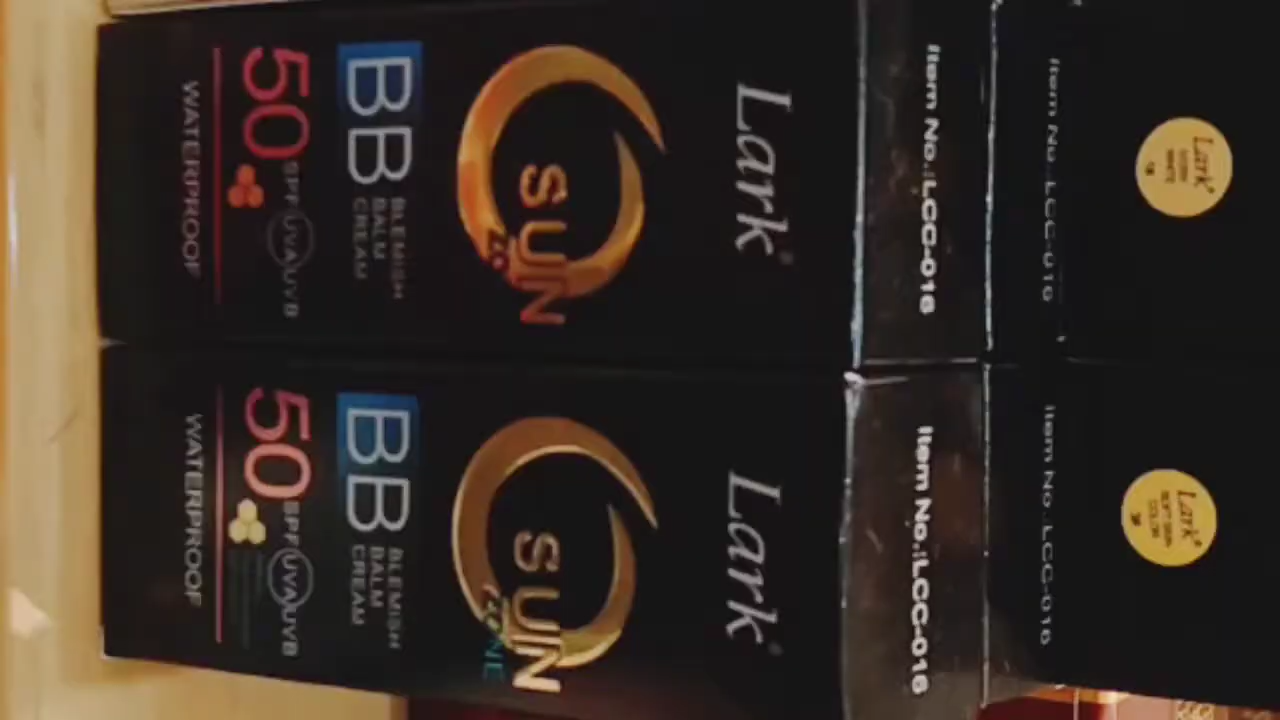 Lark®
SUN
BB BLEMISH
BALM
CREAM
50 SPF UVA UVB
WATERPROOF
Item No.:LCC-016
Item No.:LCC-016
Lark®
Lark®
SUN
ZONE
BB BLEMISH
BALM
CREAM
50 SPF UVA UVB
WATERPROOF
Item No.:LCC-016
Item No.:LCC-016
Lark®